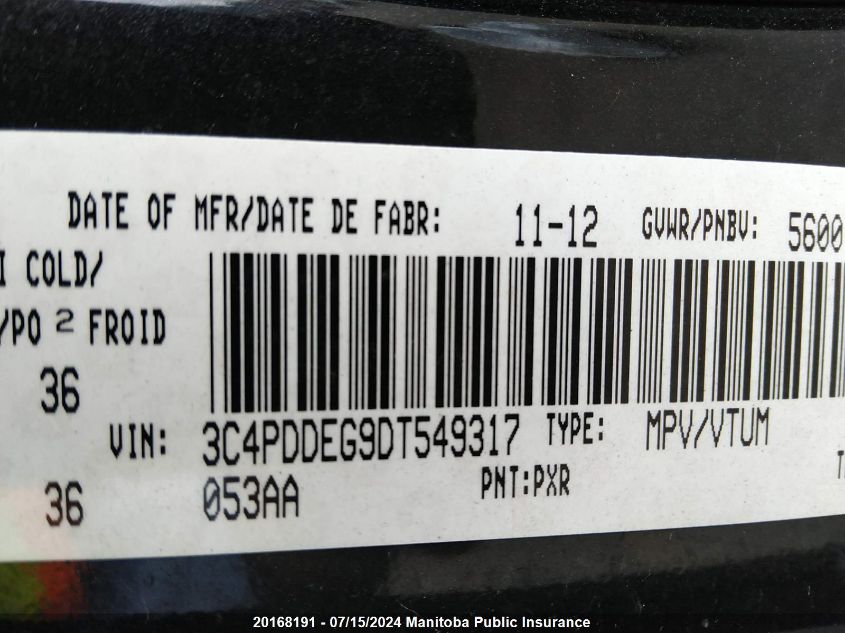 DATE OF MFR/DATE DE FABR: 11-12 GVWR/PNBV: 5600
I COLD/
/PO 2 FROID
36
VIN: 3C4PDDEG9DT549317 TYPE: MPV/VTUM
36 053AA PNT:PXR
20168191 - 07/15/2024 Manitoba Public Insurance